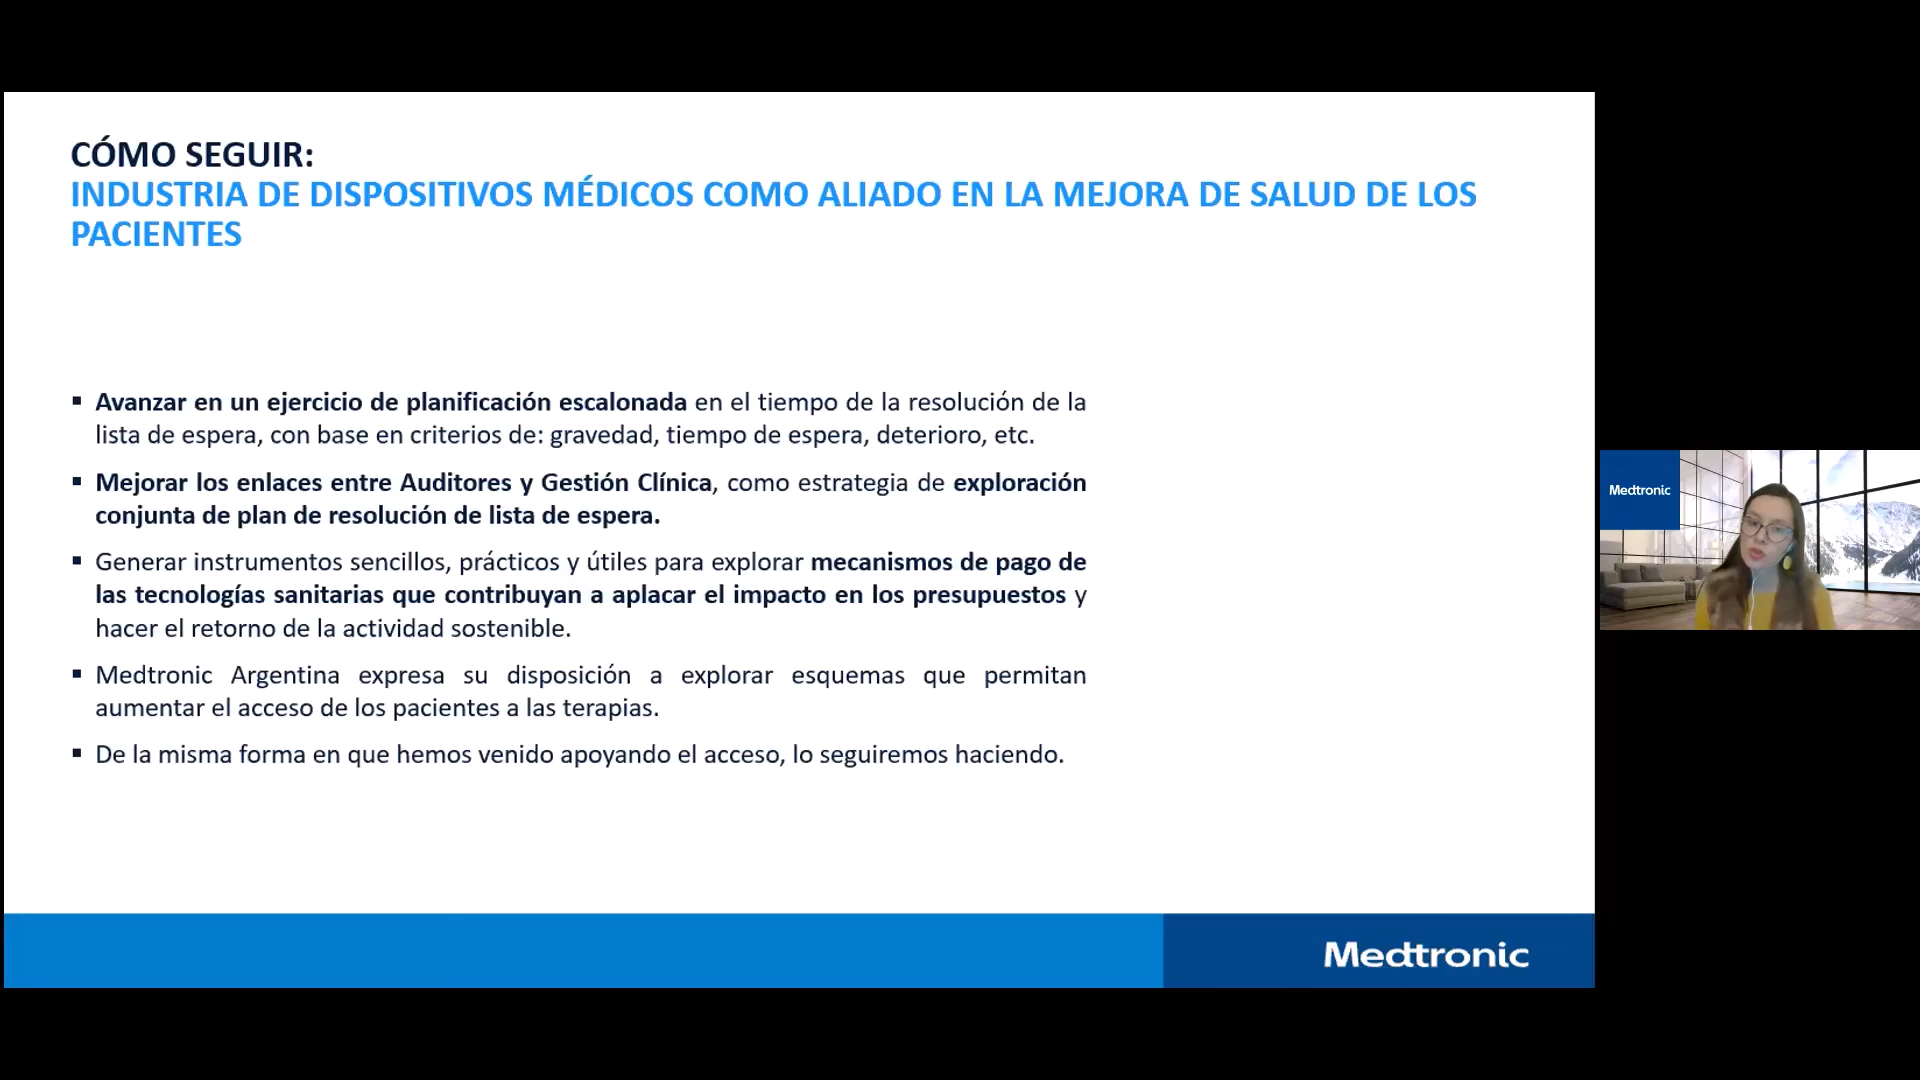 CÓMO SEGUIR:
INDUSTRIA DE DISPOSITIVOS MÉDICOS COMO ALIADO EN LA MEJORA DE SALUD DE LOS
PACIENTES
▪ Avanzar en un ejercicio de planificación escalonada en el tiempo de la resolución de la
lista de espera, con base en criterios de: gravedad, tiempo de espera, deterioro, etc.
▪ Mejorar los enlaces entre Auditores y Gestión Clínica, como estrategia de exploración
conjunta de plan de resolución de lista de espera.
▪ Generar instrumentos sencillos, prácticos y útiles para explorar mecanismos de pago de
las tecnologías sanitarias que contribuyan a aplacar el impacto en los presupuestos y
hacer el retorno de la actividad sostenible.
▪ Medtronic Argentina expresa su disposición a explorar esquemas que permitan
aumentar el acceso de los pacientes a las terapias.
▪ De la misma forma en que hemos venido apoyando el acceso, lo seguiremos haciendo.
Medtronic
Medtronic